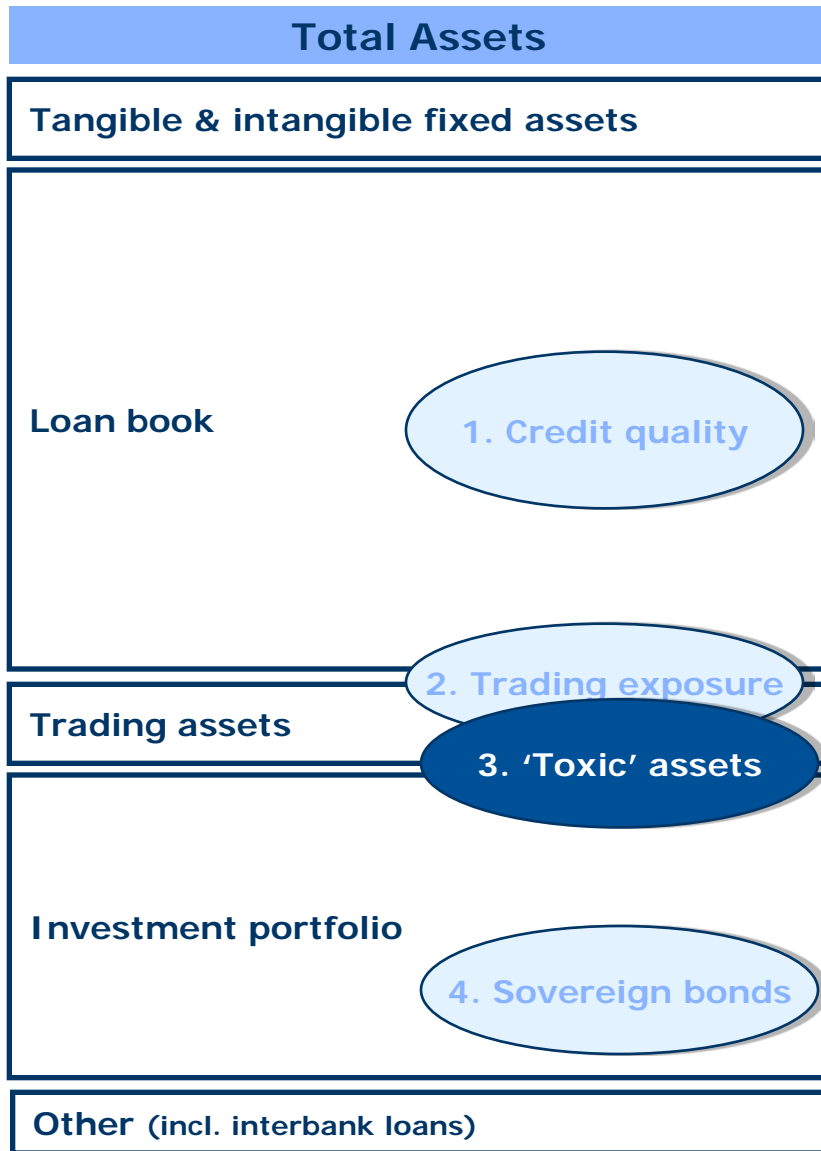 Total Assets
Tangible & intangible fixed assets
Loan book
1. Credit quality
2. Trading exposure
Trading assets
3. ‘Toxic’ assets
Investment portfolio
4. Sovereign bonds
Other (incl. interbank loans)